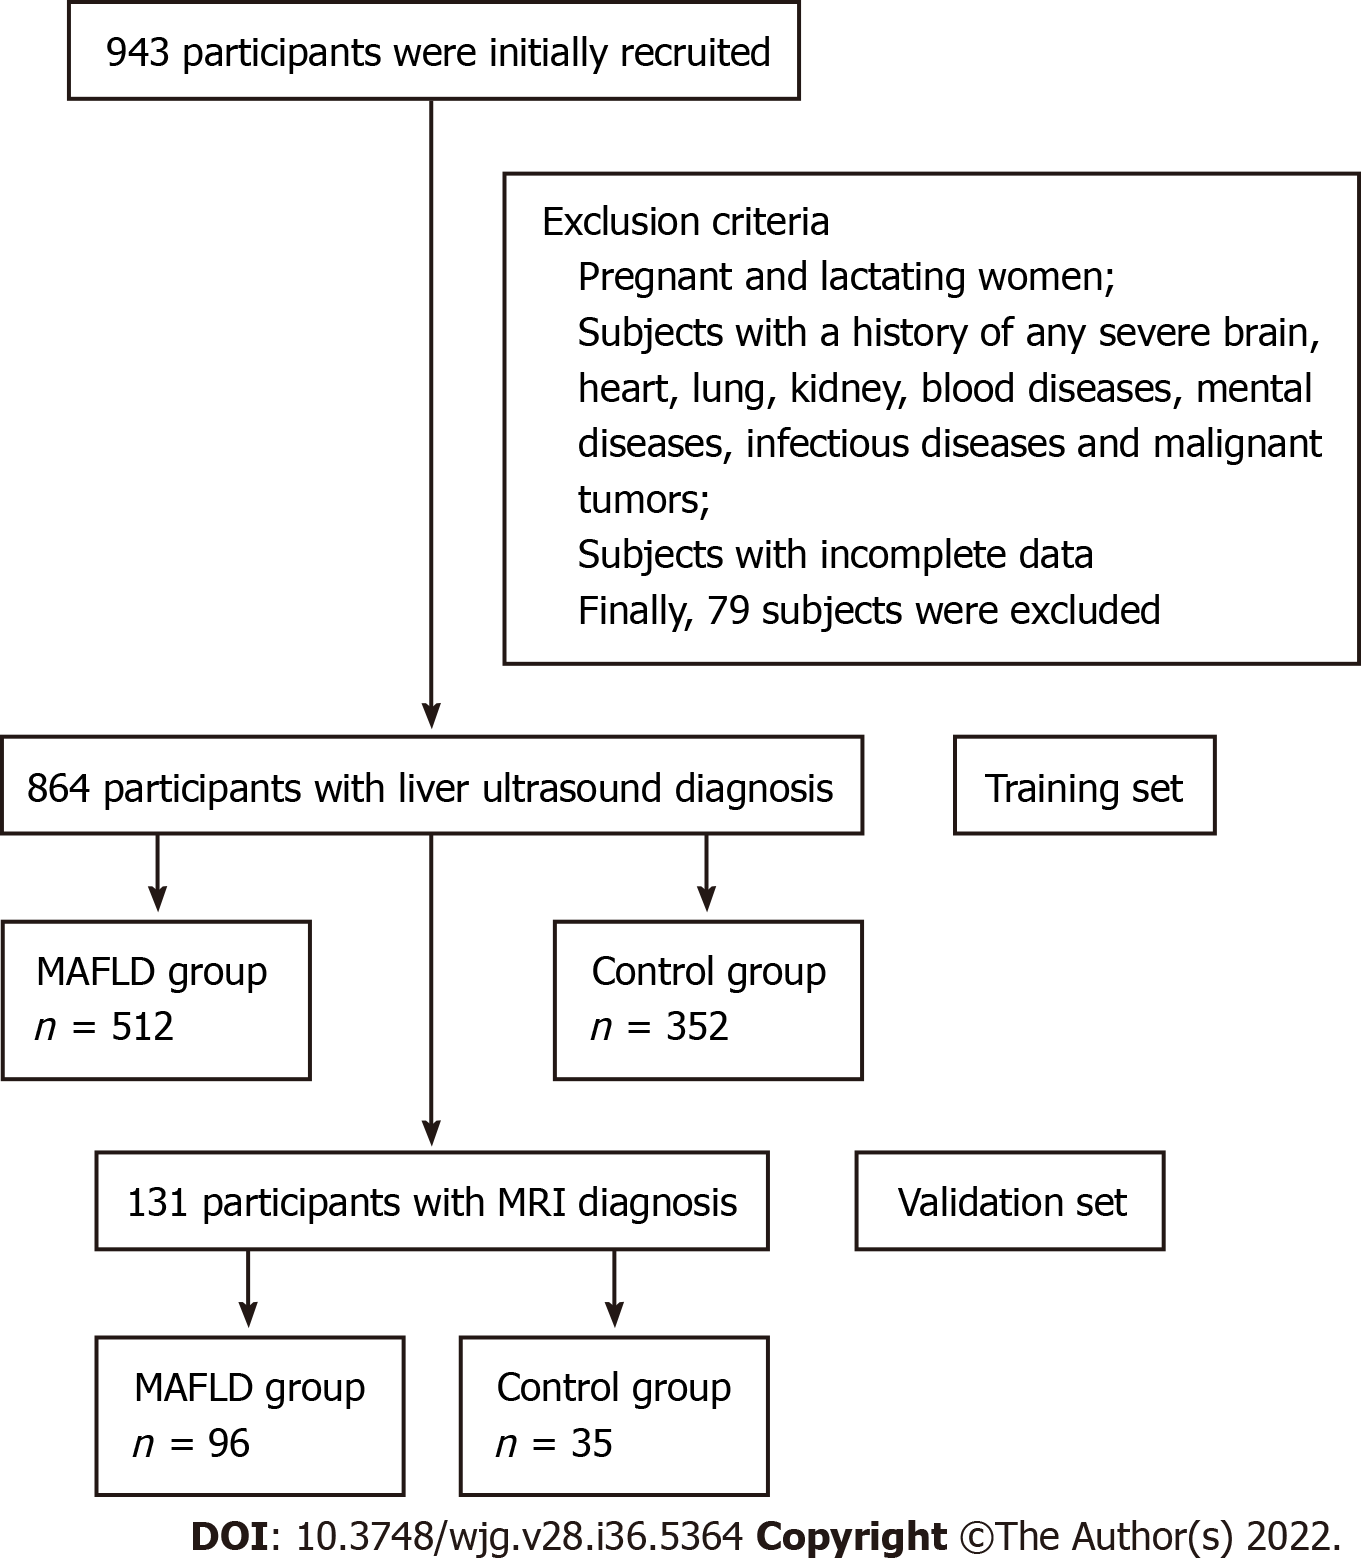 943 participants were initially recruited
Exclusion criteria
Pregnant and lactating women;
Subjects with a history of any severe brain,
heart, lung, kidney, blood diseases, mental
diseases, infectious diseases and malignant
tumors;
Subjects with incomplete data
Finally, 79 subjects were excluded
864 participants with liver ultrasound diagnosis
Training set
MAFLD group
n = 512
Control group
n = 352
131 participants with MRI diagnosis
Validation set
MAFLD group
n = 96
Control group
n = 35
DOI: 10.3748/wjg.v28.i36.5364 Copyright ©The Author(s) 2022.